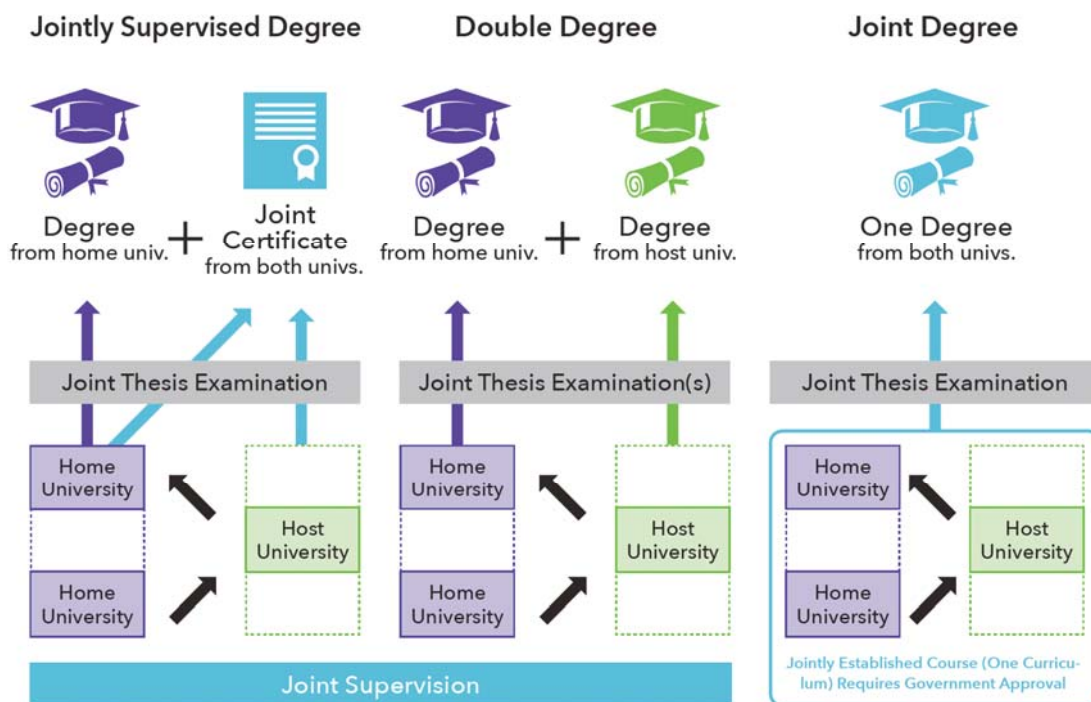 Jointly Supervised Degree
Double Degree
Joint Degree
Degree
from home univ.
+
Joint
Certificate
from both univs.
Degree
from home univ.
+
Degree
from host univ.
One Degree
from both univs.
Joint Thesis Examination
Joint Thesis Examination(s)
Joint Thesis Examination
Home
University
Host
University
Home
University
Home
University
Host
University
Home
University
Home
University
Host
University
Home
University
Joint Supervision
Jointly Established Course (One Curricu-
lum) Requires Government Approval